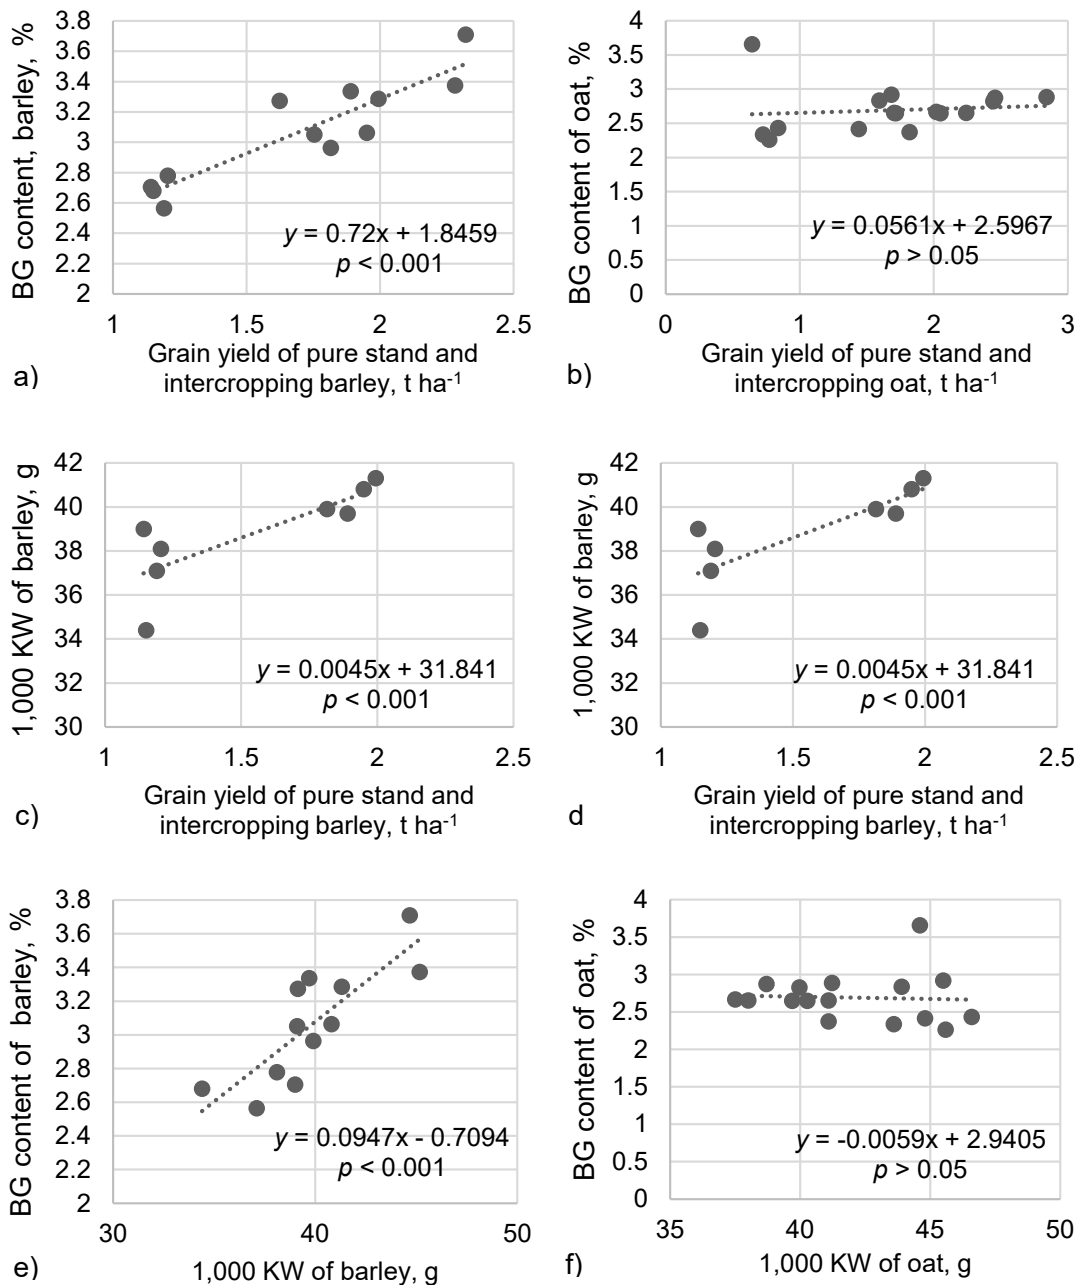 BG content, barley, %
3.8
3.6
3.4
3.2
3
2.8
2.6
2.4
2.2
2
y = 0.72x + 1.8459
p < 0.001
1 1.5 2 2.5
Grain yield of pure stand and
intercropping barley, t ha⁻¹
a)
BG content of oat, %
4
3.5
3
2.5
2
1.5
1
0.5
0
y = 0.0561x + 2.5967
p > 0.05
0 1 2 3
Grain yield of pure stand and
intercropping oat, t ha⁻¹
b)
1,000 KW of barley, g
42
40
38
36
34
32
30
y = 0.0045x + 31.841
p < 0.001
1 1.5 2 2.5
Grain yield of pure stand and
intercropping barley, t ha⁻¹
c)
1,000 KW of barley, g
42
40
38
36
34
32
30
y = 0.0045x + 31.841
p < 0.001
1 1.5 2 2.5
Grain yield of pure stand and
intercropping barley, t ha⁻¹
d
BG content of barley, %
3.8
3.6
3.4
3.2
3
2.8
2.6
2.4
2.2
2
y = 0.0947x - 0.7094
p < 0.001
30 40 50
1,000 KW of barley, g
e)
BG content of oat, %
4
3.5
3
2.5
2
1.5
1
0.5
0
y = -0.0059x + 2.9405
p > 0.05
35 40 45 50
1,000 KW of oat, g
f)